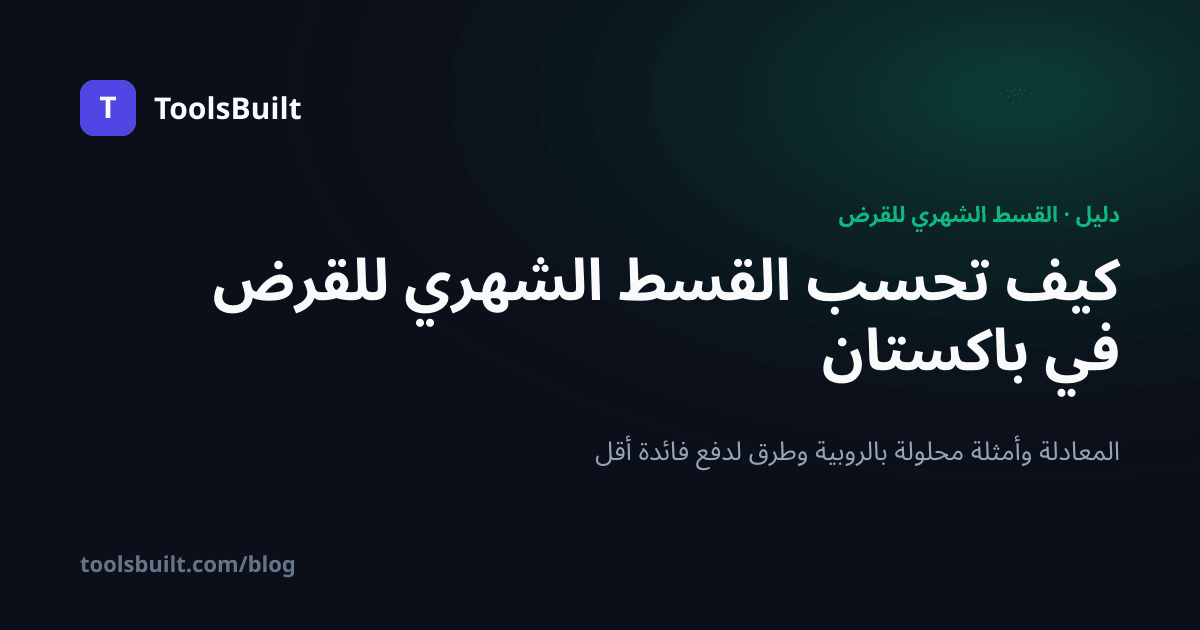 T
ToolsBuilt
دليل · القسط الشهري للقرض
كيف تحسب القسط الشهري للقرض
في باكستان
المعادلة وأمثلة محلولة بالروبية وطرق لدفع فائدة أقل
toolsbuilt.com/blog